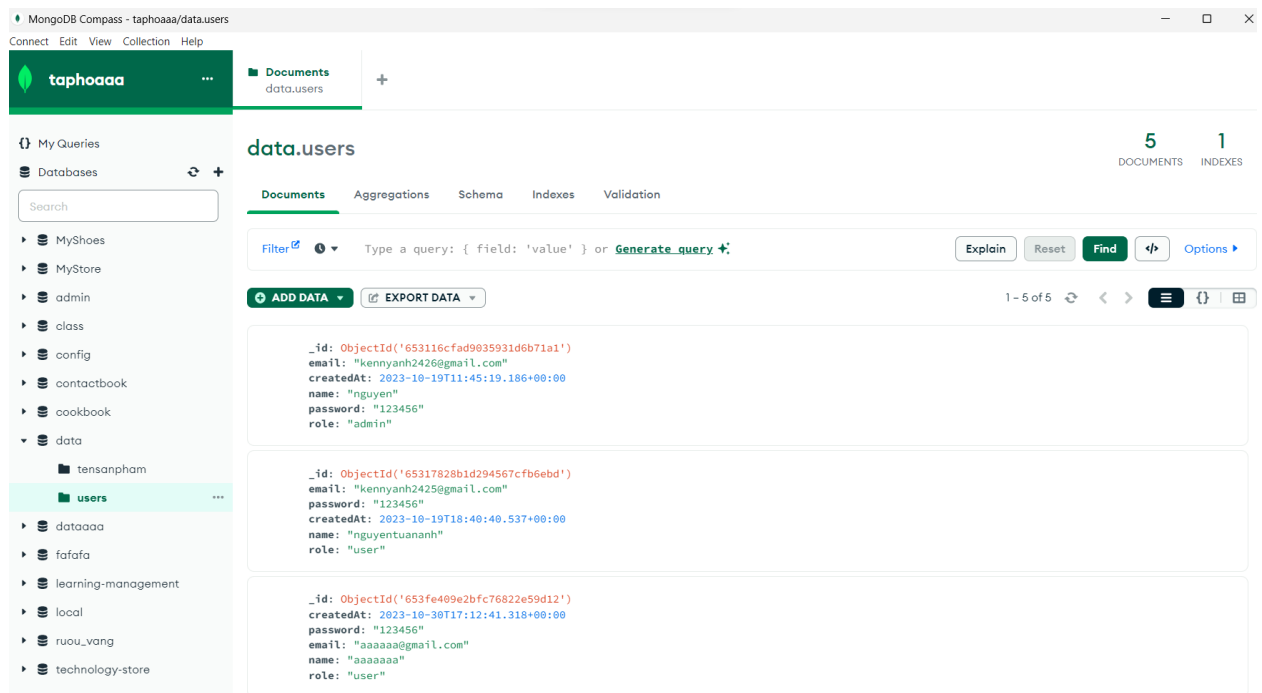 MongoDB Compass - taphoaaa/data.users
Connect Edit View Collection Help
taphoaaa
{} My Queries
Databases
Search
MyShoes
MyStore
admin
class
config
contactbook
cookbook
data
tensanpham
users
dataaaa
fafafa
learning-management
local
ruou_vang
technology-store
Documents
data.users
data.users
5
DOCUMENTS
1
INDEXES
Documents Aggregations Schema Indexes Validation
Filter Type a query: { field: 'value' } or Generate query Explain Reset Find </> Options
ADD DATA EXPORT DATA 1 – 5 of 5 {}
_id: ObjectId('653116cfad9035931d6b71a1')
email: "kennyanh2426@gmail.com"
createdAt: 2023-10-19T11:45:19.186+00:00
name: "nguyen"
password: "123456"
role: "admin"
_id: ObjectId('65317828b1d294567cfb6ebd')
email: "kennyanh2425@gmail.com"
password: "123456"
createdAt: 2023-10-19T18:40:40.537+00:00
name: "nguyentuananh"
role: "user"
_id: ObjectId('653fe409e2bfc76822e59d12')
createdAt: 2023-10-30T17:12:41.318+00:00
password: "123456"
email: "aaaaaa@gmail.com"
name: "aaaaaaa"
role: "user"